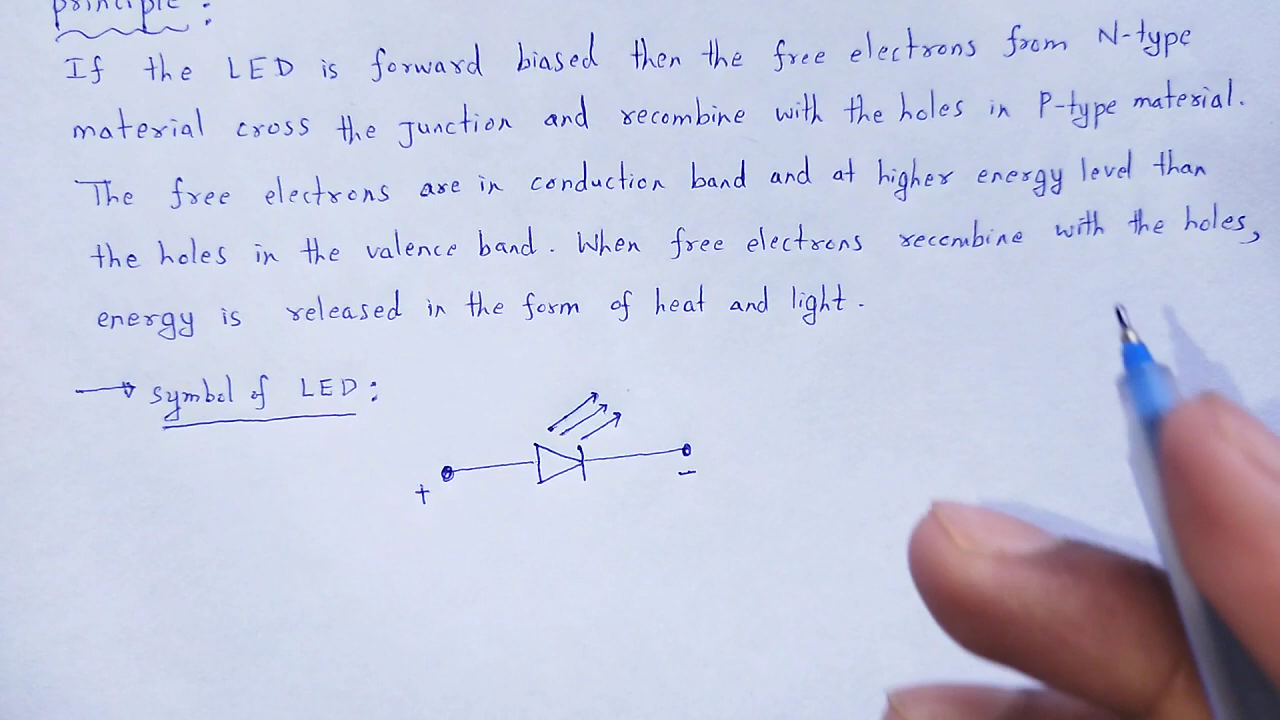 principle :
If the LED is forward biased then the free electrons from N-type
material cross the junction and recombine with the holes in P-type material.
The free electrons are in conduction band and at higher energy level than
the holes in the valence band. When free electrons recombine with the holes,
energy is released in the form of heat and light.
→ symbol of LED :
+ −